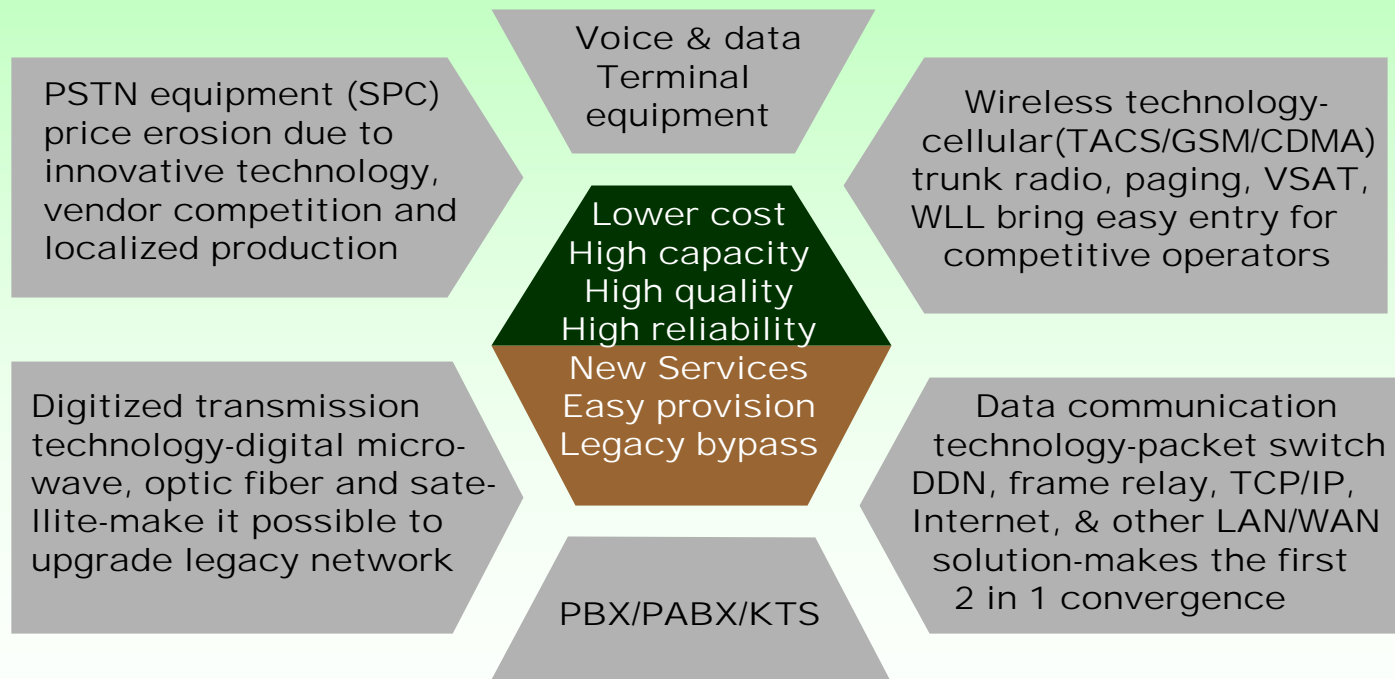 Voice & data
Terminal
equipment
PSTN equipment (SPC)
price erosion due to
innovative technology,
vendor competition and
localized production
Wireless technology-
cellular(TACS/GSM/CDMA)
trunk radio, paging, VSAT,
WLL bring easy entry for
competitive operators
Lower cost
High capacity
High quality
High reliability
New Services
Easy provision
Legacy bypass
Digitized transmission
technology-digital micro-
wave, optic fiber and sate-
llite-make it possible to
upgrade legacy network
Data communication
technology-packet switch
DDN, frame relay, TCP/IP,
Internet, & other LAN/WAN
solution-makes the first
2 in 1 convergence
PBX/PABX/KTS